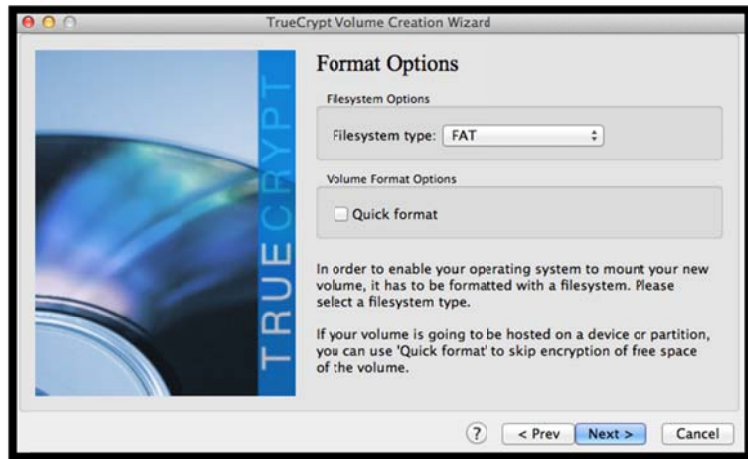 TrueCrypt Volume Creation Wizard
TRUECRYPT
Format Options
Filesystem Options
Filesystem type: FAT
Volume Format Options
Quick format
In order to enable your operating system to mount your new
volume, it has to be formatted with a filesystem. Please
select a filesystem type.
If your volume is going to be hosted on a device or partition,
you can use 'Quick format' to skip encryption of free space
of the volume.
? < Prev Next > Cancel